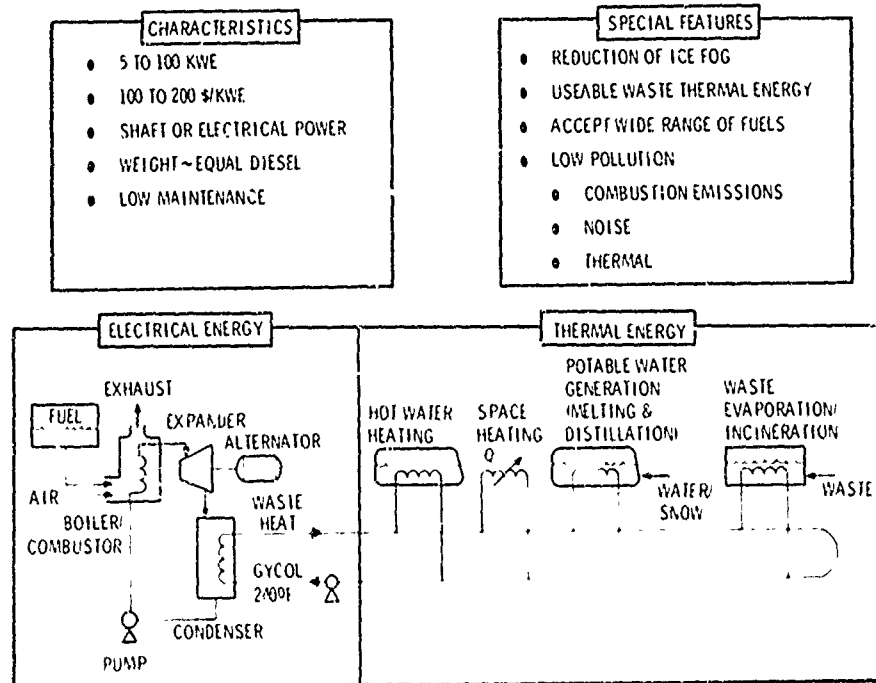 CHARACTERISTICS
5 TO 100 KWE
100 TO 200 $/KWE
SHAFT OR ELECTRICAL POWER
WEIGHT ~ EQUAL DIESEL
LOW MAINTENANCE
SPECIAL FEATURES
REDUCTION OF ICE FOG
USEABLE WASTE THERMAL ENERGY
ACCEPT WIDE RANGE OF FUELS
LOW POLLUTION
COMBUSTION EMISSIONS
NOISE
THERMAL
ELECTRICAL ENERGY
EXHAUST
FUEL
EXPANDER
ALTERNATOR
AIR
BOILER/
COMBUSTOR
WASTE
HEAT
GYCOL
CONDENSER
PUMP
THERMAL ENERGY
HOT WATER
HEATING
SPACE
HEATING
Q
POTABLE WATER
GENERATION
(MELTING &
DISTILLATION)
WATER/
SNOW
WASTE
EVAPORATION/
INCINERATION
WASTE